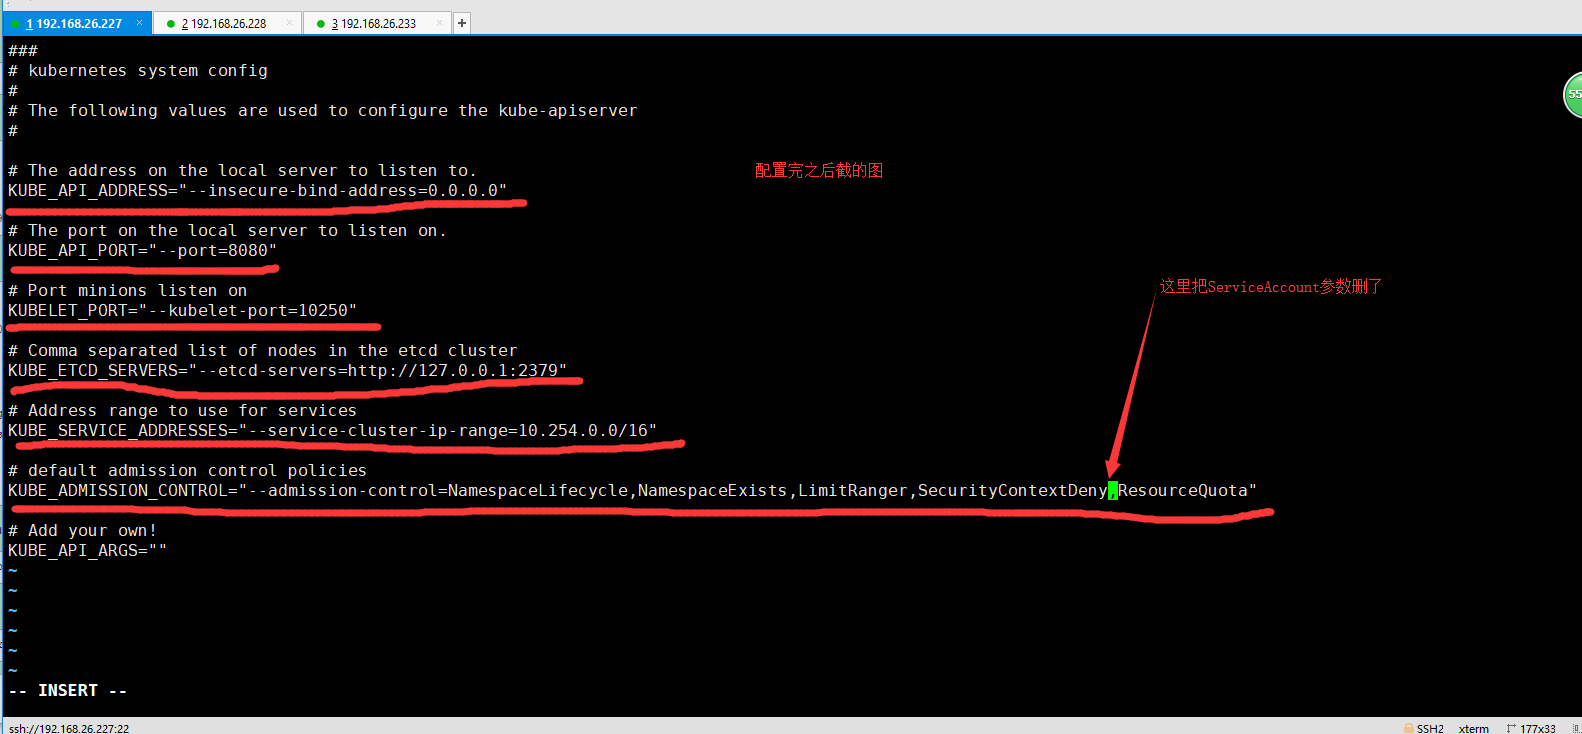 1 192.168.26.227 ×
2 192.168.26.228 ×
3 192.168.26.233 ×
+
###
# kubernetes system config
#
# The following values are used to configure the kube-apiserver
#
55
# The address on the local server to listen to.
配置完之后截的图
KUBE_API_ADDRESS="--insecure-bind-address=0.0.0.0"
# The port on the local server to listen on.
KUBE_API_PORT="--port=8080"
# Port minions listen on
这里把ServiceAccount参数删了
KUBELET_PORT="--kubelet-port=10250"
# Comma separated list of nodes in the etcd cluster
KUBE_ETCD_SERVERS="--etcd-servers=http://127.0.0.1:2379"
# Address range to use for services
KUBE_SERVICE_ADDRESSES="--service-cluster-ip-range=10.254.0.0/16"
# default admission control policies
KUBE_ADMISSION_CONTROL="--admission-control=NamespaceLifecycle,NamespaceExists,LimitRanger,SecurityContextDeny,ResourceQuota"
# Add your own!
KUBE_API_ARGS=""
~
~
~
~
~
~
-- INSERT --
ssh://192.168.26.227:22
SSH2
xterm
177x33